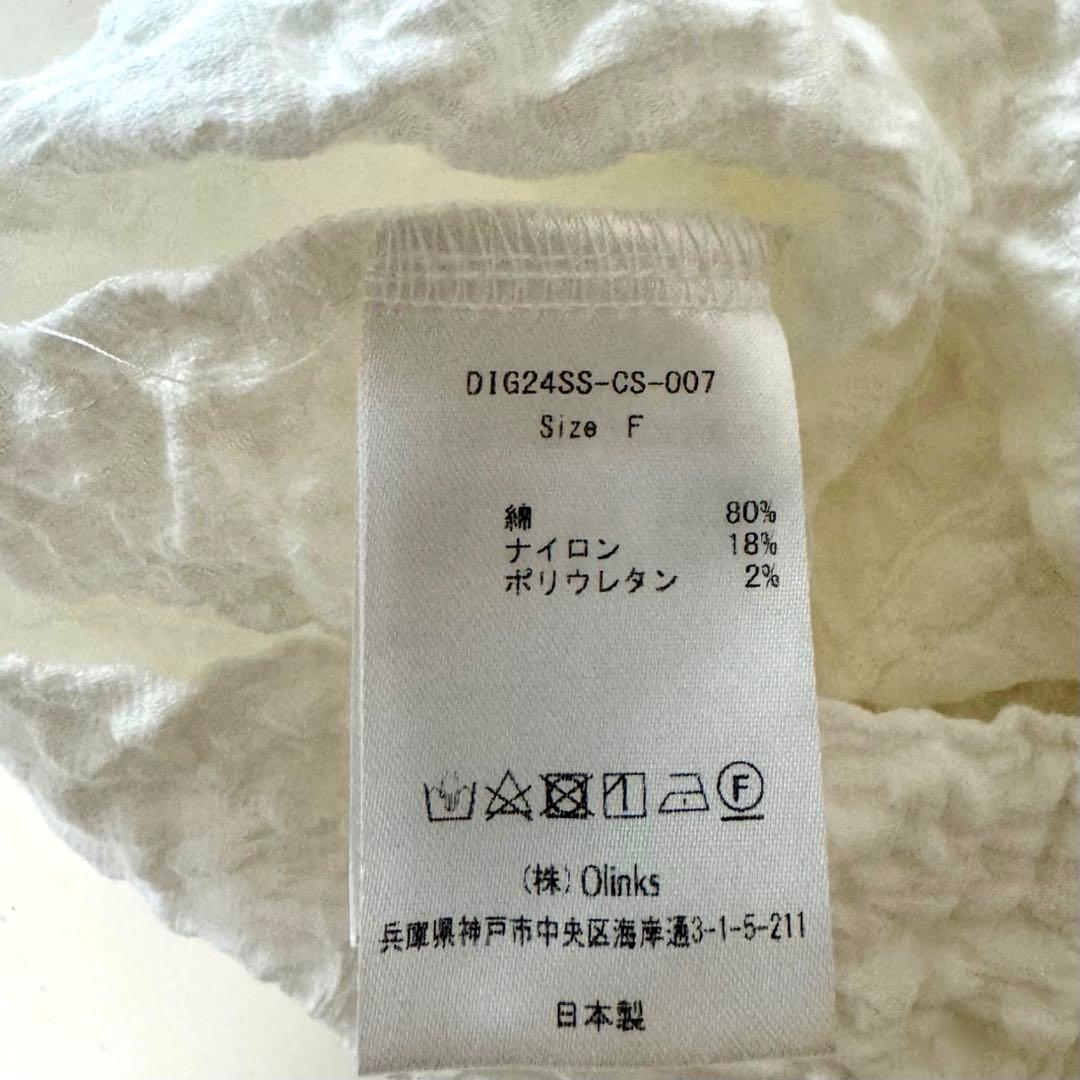 DIG24SS-CS-007
Size F
綿 80%
ナイロン 18%
ポリウレタン 2%
F
(株)Olinks
兵庫県神戸市中央区海岸通3-1-5-211
日本製